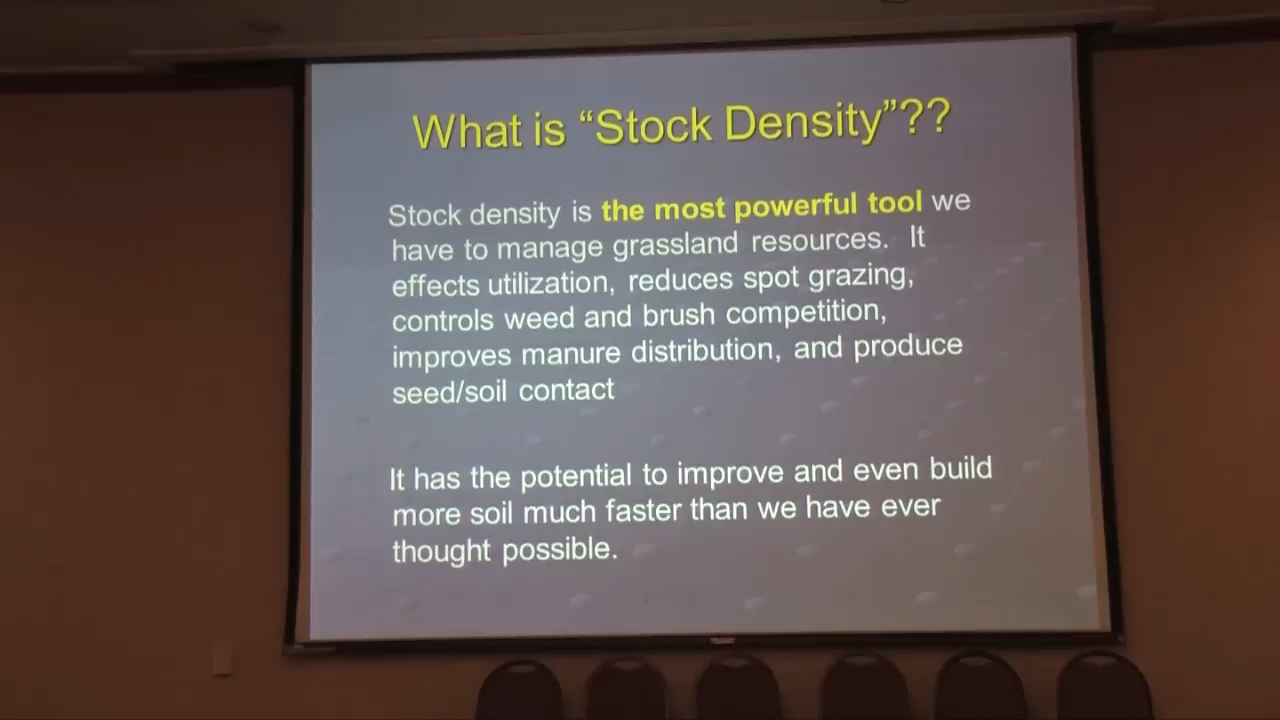 What is “Stock Density”??
Stock density is the most powerful tool we
have to manage grassland resources. It
effects utilization, reduces spot grazing,
controls weed and brush competition,
improves manure distribution, and produce
seed/soil contact
It has the potential to improve and even build
more soil much faster than we have ever
thought possible.